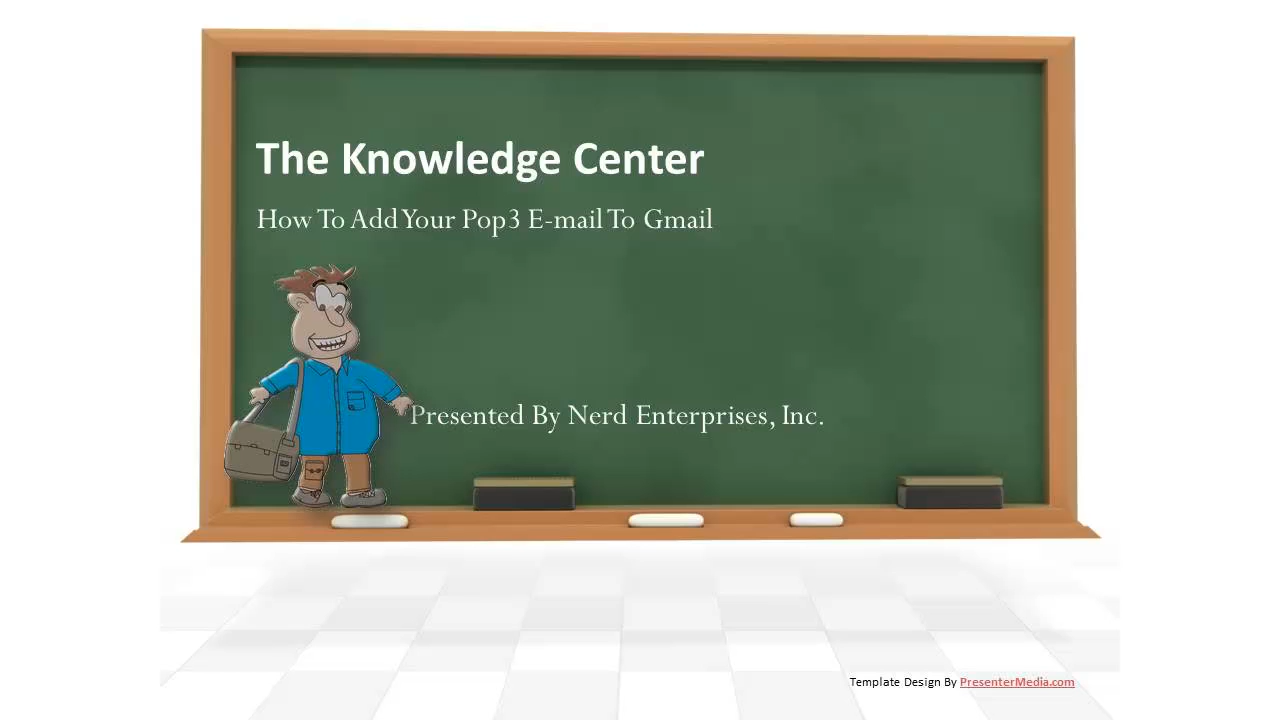 The Knowledge Center
How To Add Your Pop3 E-mail To Gmail
Presented By Nerd Enterprises, Inc.
Template Design By PresenterMedia.com